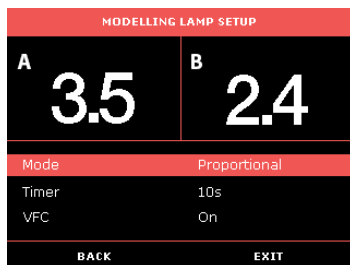 MODELLING LAMP SETUP
A B
3.5 2.4
Mode Proportional
Timer 10s
VFC On
BACK EXIT